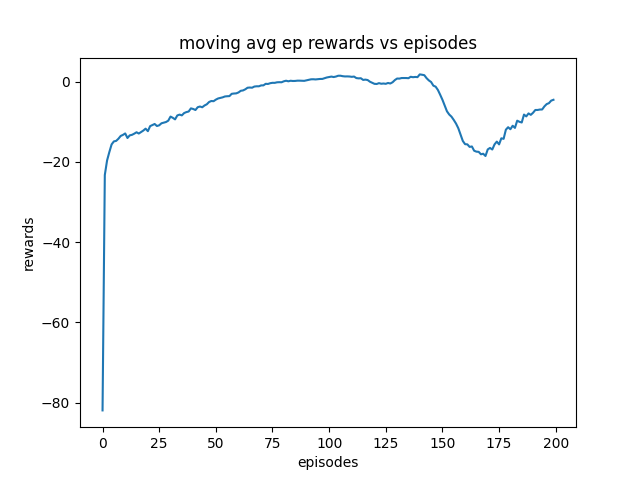 moving avg ep rewards vs episodes
0
−20
−40
−60
−80
rewards
0 25 50 75 100 125 150 175 200
episodes